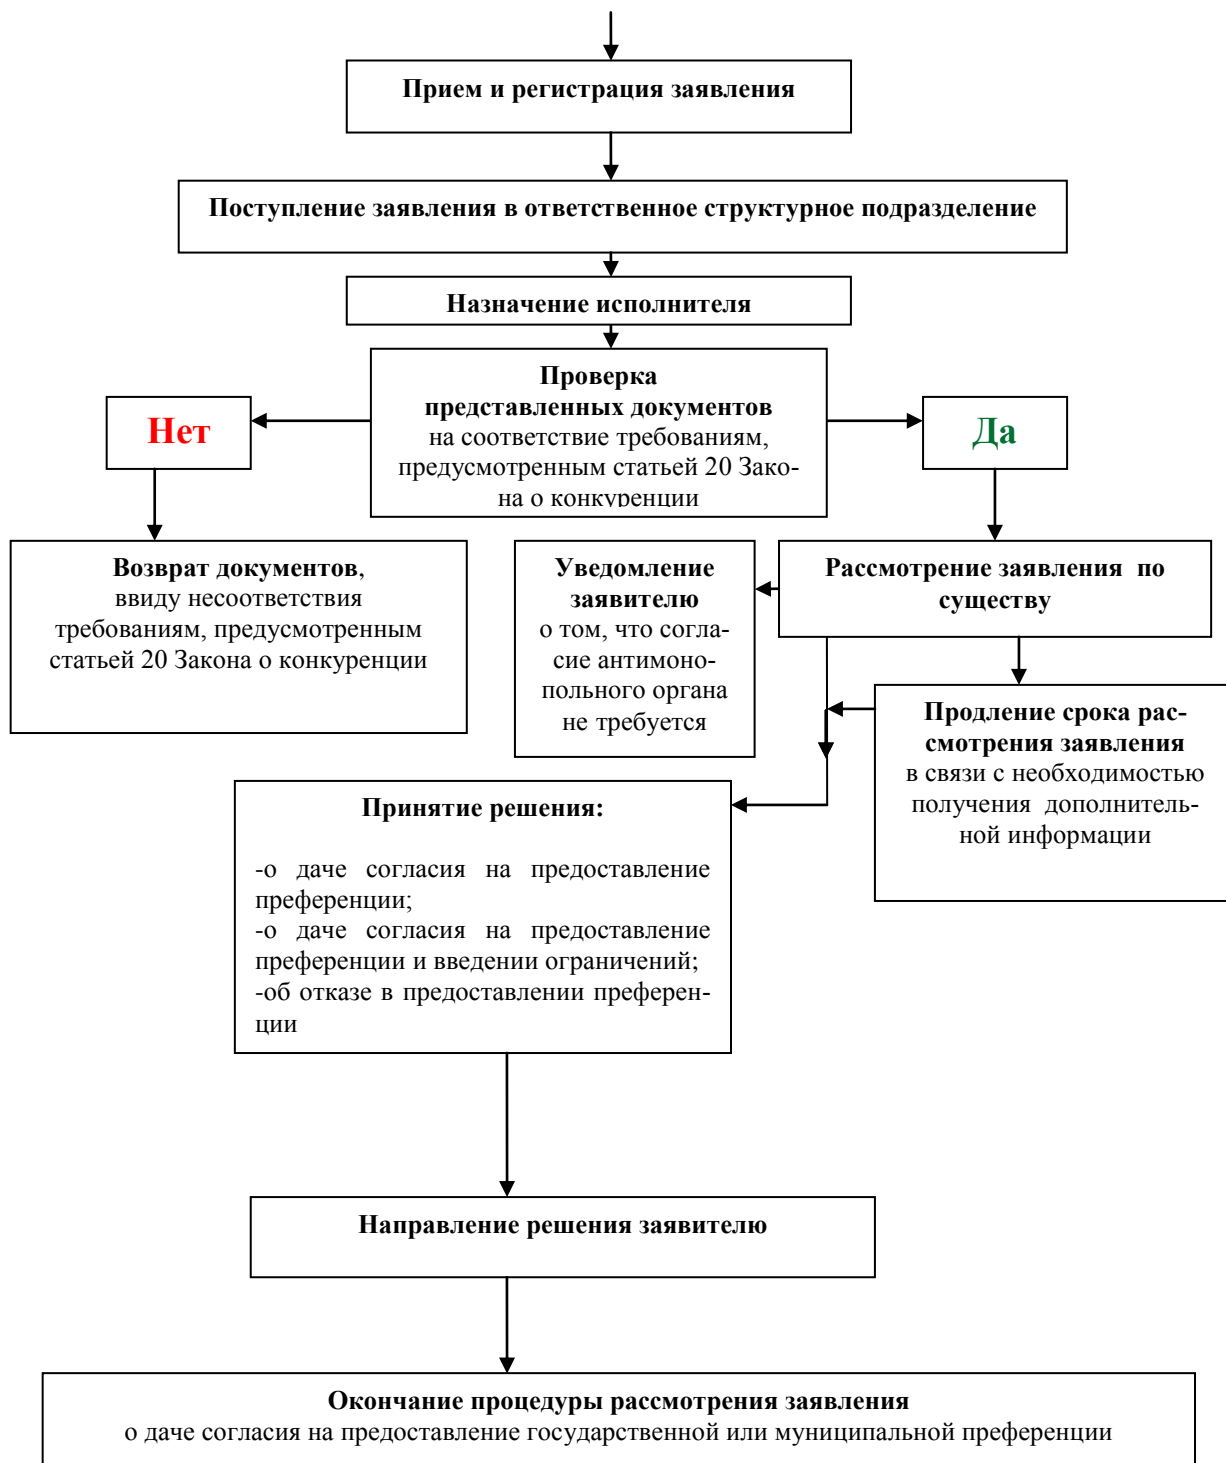 Прием и регистрация заявления
Поступление заявления в ответственное структурное подразделение
Назначение исполнителя
Проверка
представленных документов
на соответствие требованиям,
предусмотренным статьей 20 Зако-
на о конкуренции
Нет
Да
Возврат документов,
ввиду несоответствия
требованиям, предусмотренным
статьей 20 Закона о конкуренции
Уведомление
заявителю
о том, что согла-
сие антимоно-
польного органа
не требуется
Рассмотрение заявления по
существу
Продление срока рас-
смотрения заявления
в связи с необходимостью
получения дополнитель-
ной информации
Принятие решения:
-о даче согласия на предоставление
преференции;
-о даче согласия на предоставление
преференции и введении ограничений;
-об отказе в предоставлении преферен-
ции
Направление решения заявителю
Окончание процедуры рассмотрения заявления
о даче согласия на предоставление государственной или муниципальной преференции